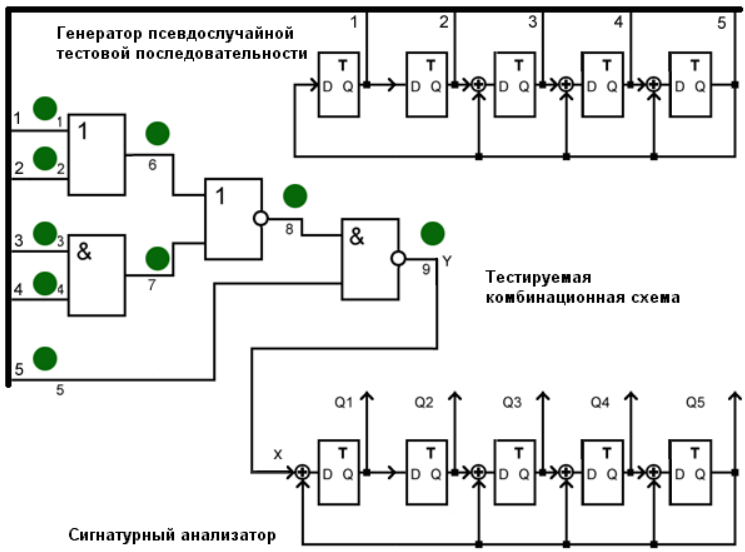 1 2 3 4 5
Генератор псевдослучайной
тестовой последовательности
T T T T T
D Q D Q D Q D Q D Q
1 1
1
6
2 2
1
8
3 3
&
7
4 4
&
9 Y
Тестируемая
комбинационная схема
5
5
Q1 Q2 Q3 Q4 Q5
X
T T T T T
D Q D Q D Q D Q D Q
Сигнатурный анализатор